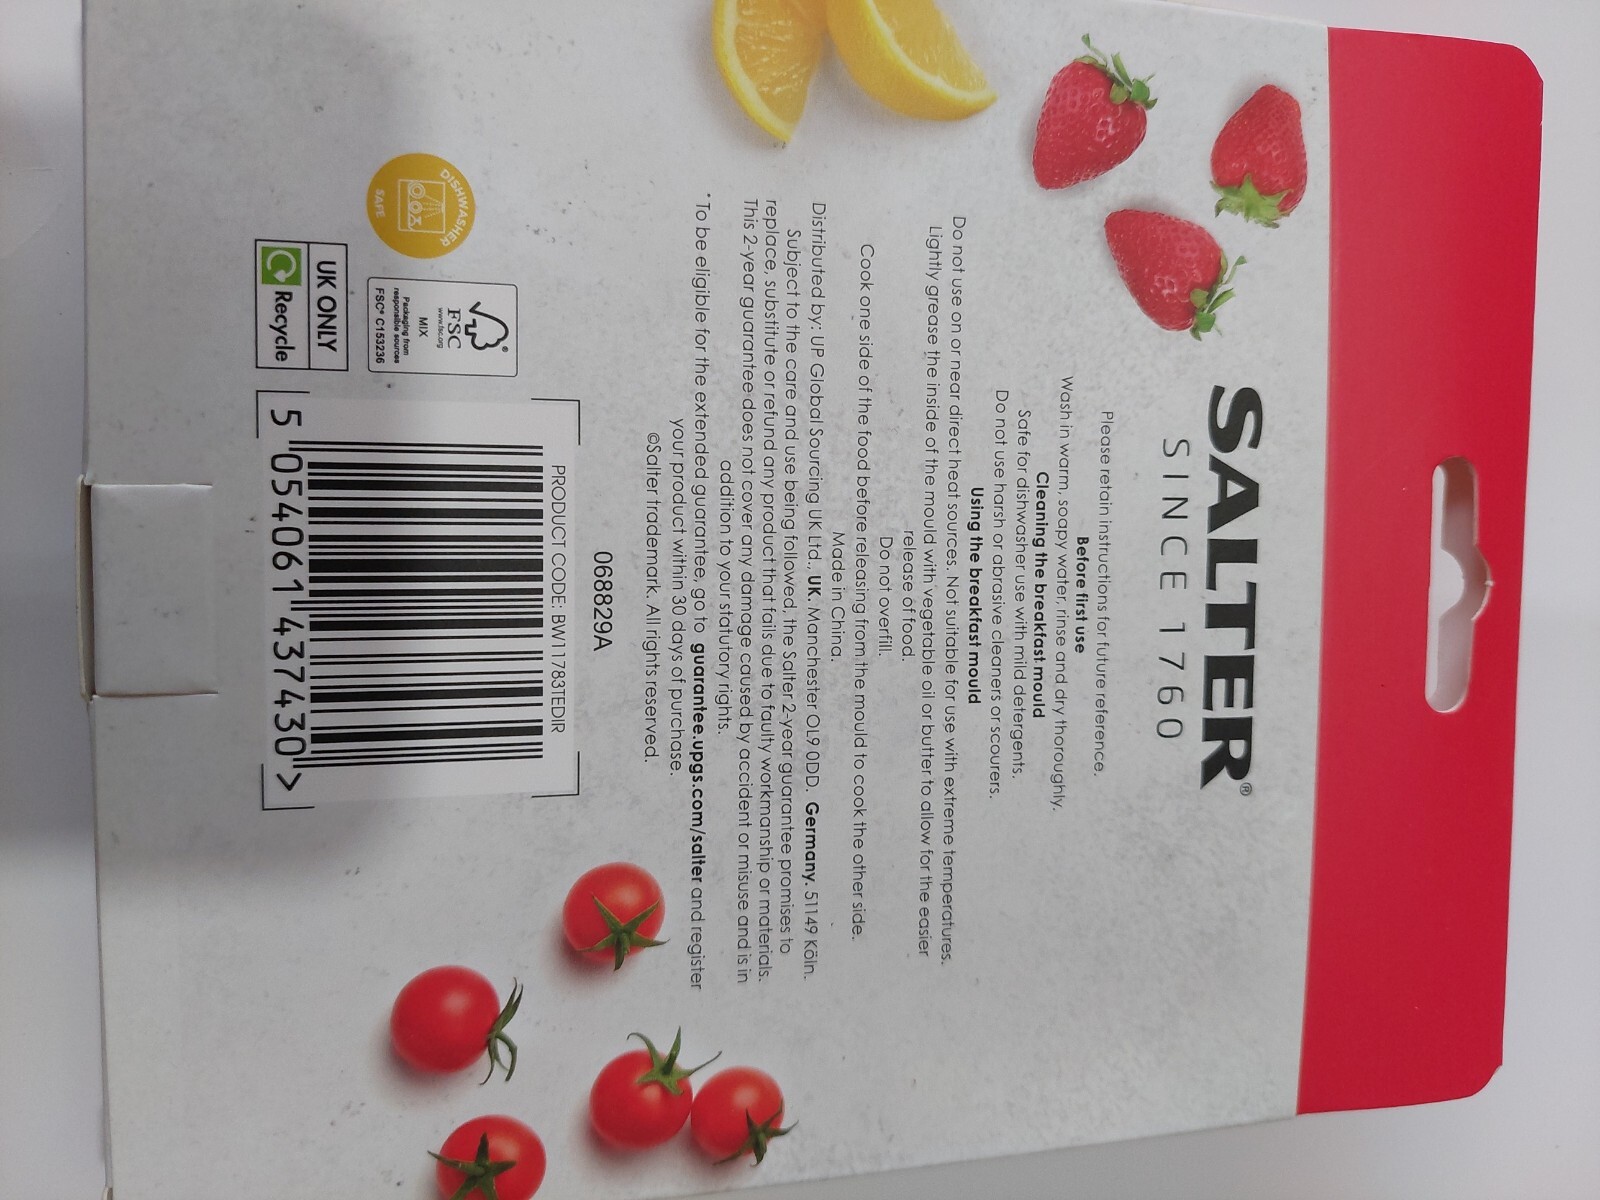 SALTER®
SINCE 1760
Please retain instructions for future reference.
Before first use
Wash in warm, soapy water, rinse and dry thoroughly.
Cleaning the breakfast mould
Safe for dishwasher use with mild detergents.
Do not use harsh or abrasive cleaners or scourers.
Using the breakfast mould
Do not use on or near direct heat sources. Not suitable for use with extreme temperatures.
Lightly grease the inside of the mould with vegetable oil or butter to allow for the easier
release of food.
Do not overfill.
Cook one side of the food before releasing from the mould to cook the other side.
Made in China.
Distributed by: UP Global Sourcing UK Ltd., UK. Manchester OL9 0DD. Germany. 51149 Köln.
Subject to the care and use being followed, the Salter 2-year guarantee promises to
replace, substitute or refund any product that fails due to faulty workmanship or materials.
This 2-year guarantee does not cover any damage caused by accident or misuse and is in
addition to your statutory rights.
*To be eligible for the extended guarantee, go to guarantee.upgs.com/salter and register
your product within 30 days of purchase.
©Salter trademark. All rights reserved.
068829A
DISHWASHER
SAFE
FSC®
www.fsc.org
MIX
Packaging from
responsible sources
FSC® C153236
UK ONLY
Recycle
PRODUCT CODE: BW11783TEDIR
5 054061 437430 >